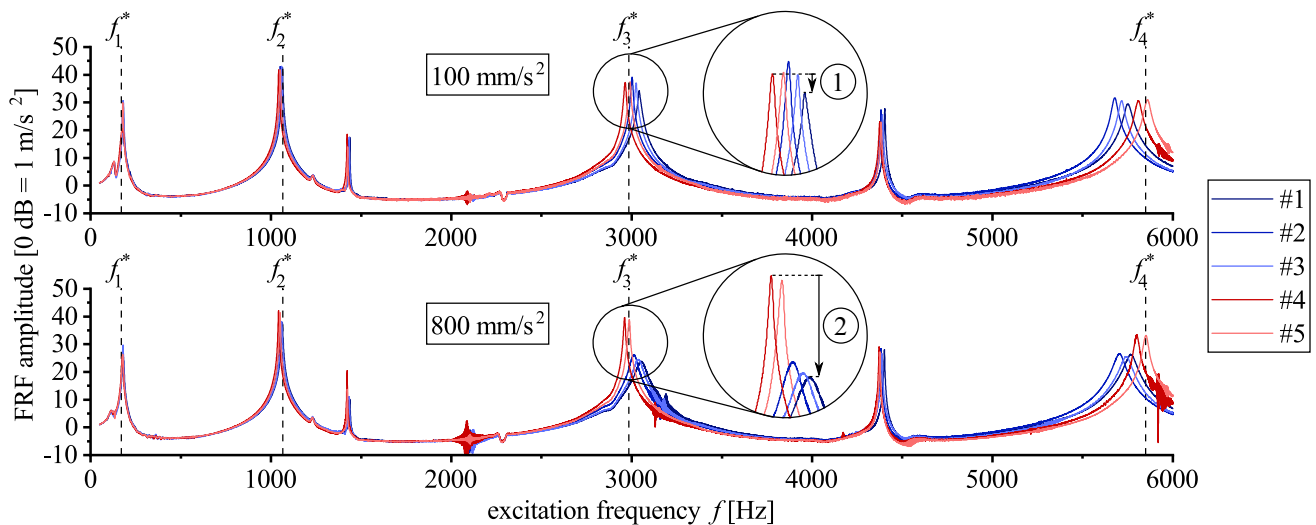 f₁* f₂* f₃* f₄*
50
40
30
20
10
0
-10
100 mm/s²
1
0 1000 2000 3000 4000 5000 6000
FRF amplitude [0 dB = 1 m/s²]
f₁* f₂* f₃* f₄*
50
40
30
20
10
0
-10
800 mm/s²
2
0 1000 2000 3000 4000 5000 6000
excitation frequency f [Hz]
#1
#2
#3
#4
#5